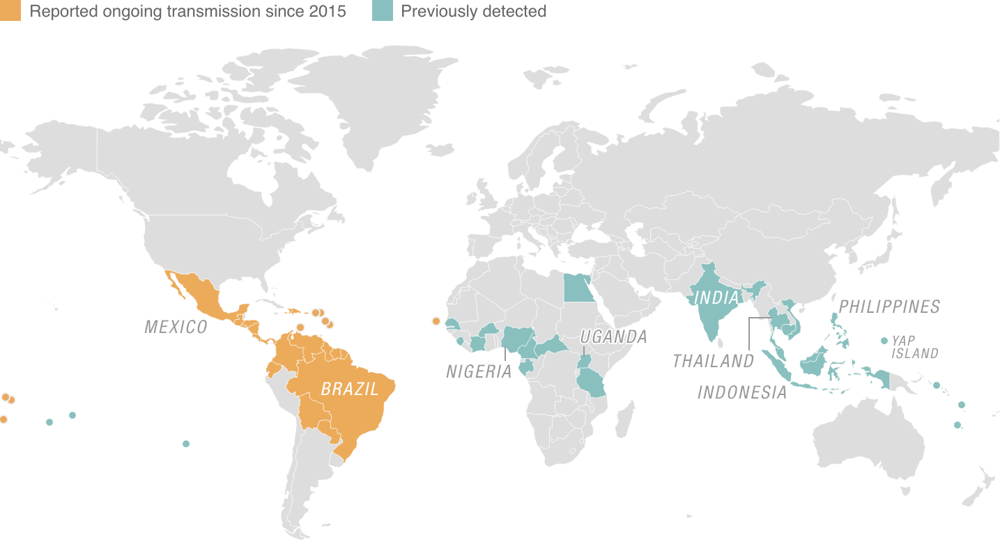 Reported ongoing transmission since 2015
Previously detected
MEXICO
BRAZIL
NIGERIA
UGANDA
INDIA
THAILAND
INDONESIA
PHILIPPINES
YAP
ISLAND